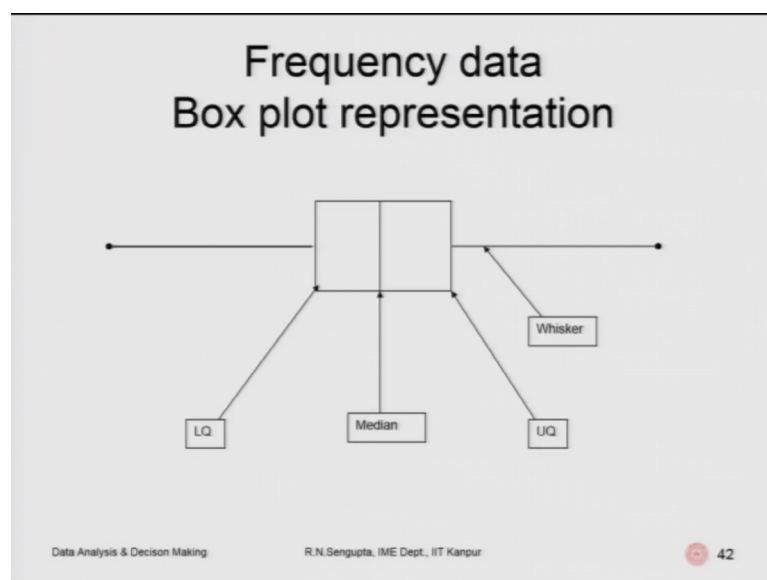 Frequency data
Box plot representation
Whisker
LQ
Median
UQ
Data Analysis & Decison Making
R.N.Sengupta, IME Dept., IIT Kanpur
42